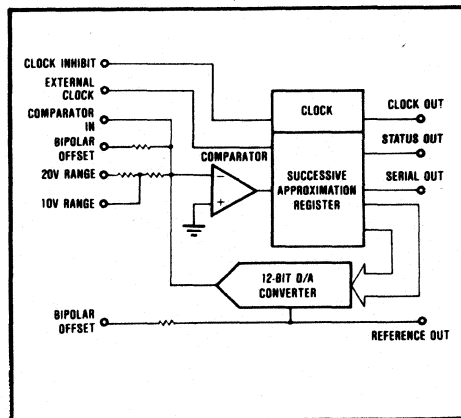 CLOCK INHIBIT
EXTERNAL
CLOCK
COMPARATOR
IN
BIPOLAR
OFFSET
20V RANGE
10V RANGE
COMPARATOR
−
+
CLOCK
SUCCESSIVE
APPROXIMATION
REGISTER
CLOCK OUT
STATUS OUT
SERIAL OUT
12-BIT D/A
CONVERTER
BIPOLAR
OFFSET
REFERENCE OUT